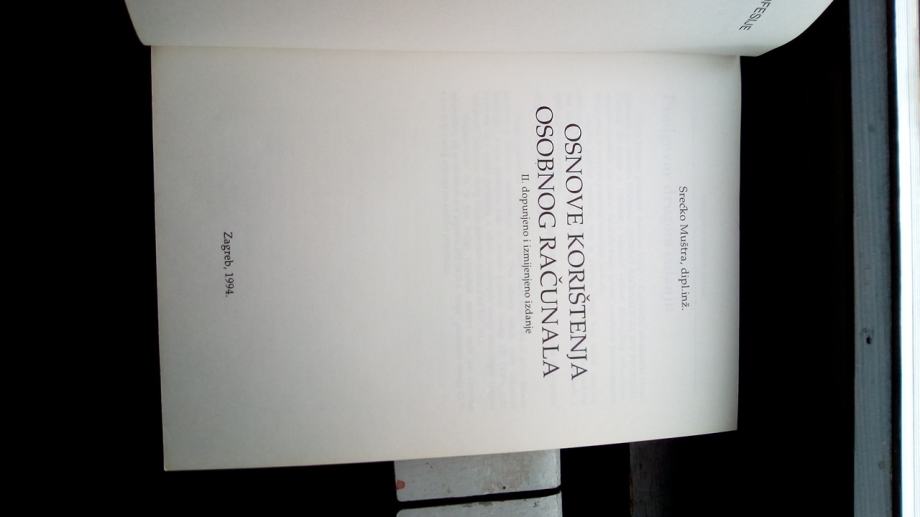 Srećko Muštra, dipl.inž.
OSNOVE KORIŠTENJA
OSOBNOG RAČUNALA
II. dopunjeno i izmijenjeno izdanje
Zagreb, 1994.